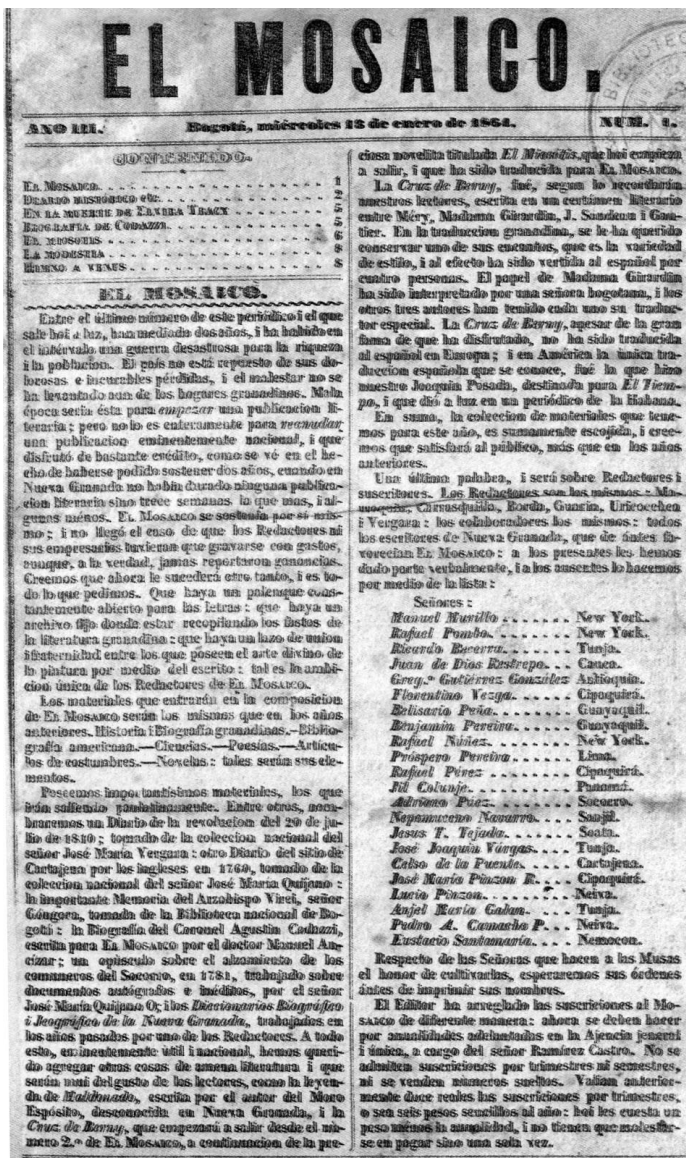 EL MOSAICO.
AÑO III. Bogotá, miércoles 13 de enero de 1864. NUM. 1.
CONTENIDO.
EL MOSAICO. 1
DIARIO HISTORICO etc. 2
EN LA MUERTE DE ELVIRA TRACY 5
BIOGRAFIA DE CODAZZI. 5
EL MIOSOTIS 6
LA MODESTIA 8
HIMNO A VENUS 8
EL MOSAICO.
Entre el último número de este periódico i el que
sale hoi a luz, han mediado dos años, i ha habido en
el intérvalo una guerra desastrosa para la riqueza
i la poblacion. El pais no está repuesto de sus do-
lorosas e incurables pérdidas, i el malestar no se
ha levantado aun de los hogares granadinos. Mala
época sería ésta para empezar una publicacion li-
teraria; pero no lo es enteramente para reanudar
una publicacion eminentemente nacional, i que
disfrutó de bastante crédito, como se vé en el he-
cho de haberse podido sostener dos años, cuando en
Nueva Granada no habia durado ninguna publica-
cion literaria sino trece semanas la que mas, i al-
gunas ménos. EL MOSAICO se sostenia por sí mis-
mo; i no llegó el caso de que los Redactores ni
sus empresarios tuvieran que gravarse con gastos,
aunque, a la verdad, jamas reportaron ganancias.
Creemos que ahora le sucederá otro tanto, i es to-
do lo que pedimos. Que haya un palenque cons-
tantemente abierto para las letras: que haya un
archivo fijo donde estar recopilando los fastos de
la literatura granadina: que haya un lazo de union
i fraternidad entre los que poseen el arte divino de
la pintura por medio del escrito: tal es la ambi-
cion única de los Redactores de EL MOSAICO.
Los materiales que entrarán en la composicion
de EL MOSAICO serán los mismos que en los años
anteriores. Historia i Biografía granadinas.—Biblio-
grafía americana.—Ciencias.—Poesías.—Artícu-
los de costumbres.—Novelas: tales serán sus ele-
mentos.
Poseemos importantísimos materiales, los que
irán saliendo paulatinamente. Entre otros, nom-
braremos un Diario de la revolucion del 20 de ju-
lio de 1810; tomado de la coleccion nacional del
señor José María Vergara: otro Diario del sitio de
Cartajena por los ingleses en 1740, tomado de la
coleccion nacional del señor José María Quijano:
la importante Memoria del Arzobispo Virei, señor
Góngora, tomada de la Biblioteca nacional de Bo-
gotá: la Biografía del Coronel Agustin Codazzi,
escrita para EL MOSAICO por el doctor Manuel An-
cízar; un opúsculo sobre el alzamiento de los
comuneros del Socorro, en 1781, trabajado sobre
documentos autógrafos e inéditos, por el señor
José María Quijano O; i los Diccionarios Biográfico
i Jeográfico de la Nueva Granada, trabajados en
los años pasados por uno de los Redactores. A todo
esto, eminentemente útil i nacional, hemos queri-
do agregar otras cosas de amena literatura i que
serán mui del gusto de los lectores, como la leyen-
da de Maldonado, escrita por el autor del Moro
Espósito, desconocida en Nueva Granada, i la
Cruz de Berny, que empezará a salir desde el nú-
mero 2.º de EL MOSAICO, a continuacion de la pre-
ciosa novelita titulada El Miosotis, que hoi empieza
a salir, i que ha sido traducida para EL MOSAICO.
La Cruz de Berny, fué, segun lo recordarán
nuestros lectores, escrita en un certámen literario
entre Méry, Madama Girardin, J. Sandeau i Gau-
tier. En la traduccion granadina, se le ha querido
conservar uno de sus encantos, que es la variedad
de estilo, i al efecto ha sido vertida al español por
cuatro personas. El papel de Madama Girardin
ha sido interpretado por una señora bogotana, i los
otros tres autores han tenido cada uno su traduc-
tor especial. La Cruz de Berny, apesar de la gran
fama de que ha disfrutado, no ha sido traducida
al español en Europa; i en América la única tra-
duccion española que se conoce, fué la que hizo
nuestro Joaquin Posada, destinada para El Tiem-
po, i que dió a luz en un periódico de la Habana.
En suma, la coleccion de materiales que tene-
mos para este año, es sumamente escojida, i cree-
mos que satisfará al público, más que en los años
anteriores.
Una última palabra, i será sobre Redactores i
suscritores. Los Redactores son los mismos: Ma-
rroquin, Carrasquilla, Borda, Guarin, Uricoechea
i Vergara: los colaboradores los mismos: todos
los escritores de Nueva Granada, que de ántes fa-
vorecian EL MOSAICO: a los presentes les hemos
dado parte verbalmente, i a los ausentes lo hacemos
por medio de la lista:
Señores:
Manuel Murillo New York.
Rafael Pombo New York.
Ricardo Becerra Tunja.
Juan de Dios Restrepo Cauca.
Greg.º Gutiérrez González Antioquia.
Florentino Vezga Cipaquirá.
Belisario Peña Guayaquil.
Benjamin Pereira Guayaquil.
Rafael Núñez New York.
Próspero Pereira Lima.
Rafael Pérez Cipaquirá.
Jil Colunje Panamá.
Adriano Páez Socorro.
Nepomuceno Navarro Sanjil.
Jesus T. Tejada Soata.
José Joaquin Várgas Tunja.
Celso de la Puente Cartajena.
José María Pinzon R. Cipaquirá.
Lucio Pinzon Neiva.
Anjel María Galan Tunja.
Pedro A. Camacho P. Neiva.
Eustacio Santamaría Nemocon.
Respecto de las Señoras que hacen a las Musas
el honor de cultivarlas, esperaremos sus órdenes
ántes de imprimir sus nombres.
El Editor ha arreglado las suscriciones al MO-
SAICO de diferente manera: ahora se deben hacer
por anualidades adelantadas en la Ajencia jeneral
i única, a cargo del señor Ramírez Castro. No se
admiten suscriciones por trimestres ni semestres,
ni se venden números sueltos. Valian anterior-
mente doce reales las suscriciones por trimestres,
o sea seis pesos sencillos al año: hoi les cuesta un
peso ménos la anualidad, i no tienen que molestar-
se en pagar sino una sola vez.